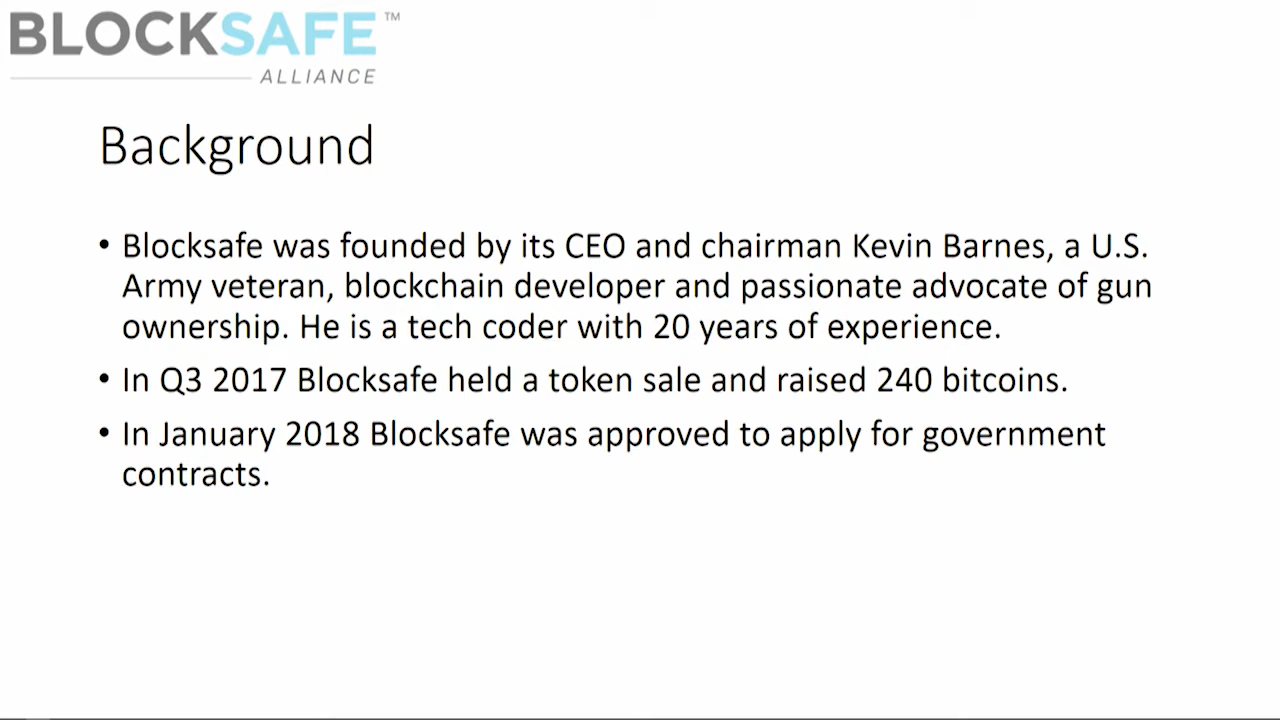 BLOCKSAFE™
ALLIANCE
Background
• Blocksafe was founded by its CEO and chairman Kevin Barnes, a U.S.
Army veteran, blockchain developer and passionate advocate of gun
ownership. He is a tech coder with 20 years of experience.
• In Q3 2017 Blocksafe held a token sale and raised 240 bitcoins.
• In January 2018 Blocksafe was approved to apply for government
contracts.